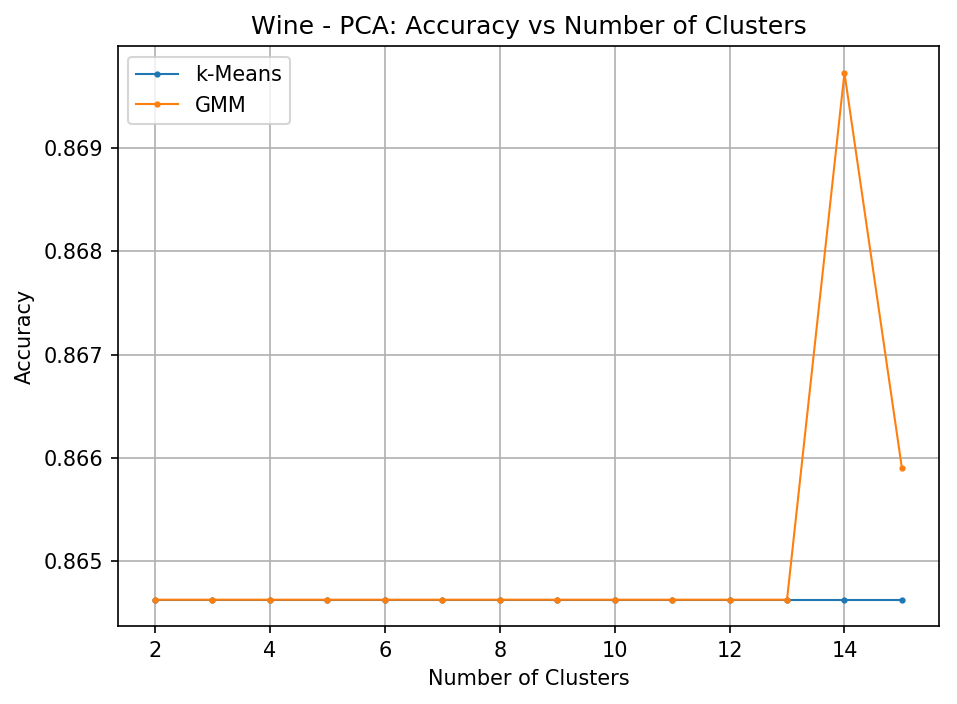 Wine - PCA: Accuracy vs Number of Clusters
k-Means
GMM
0.869
0.868
0.867
0.866
0.865
Accuracy
2 4 6 8 10 12 14
Number of Clusters